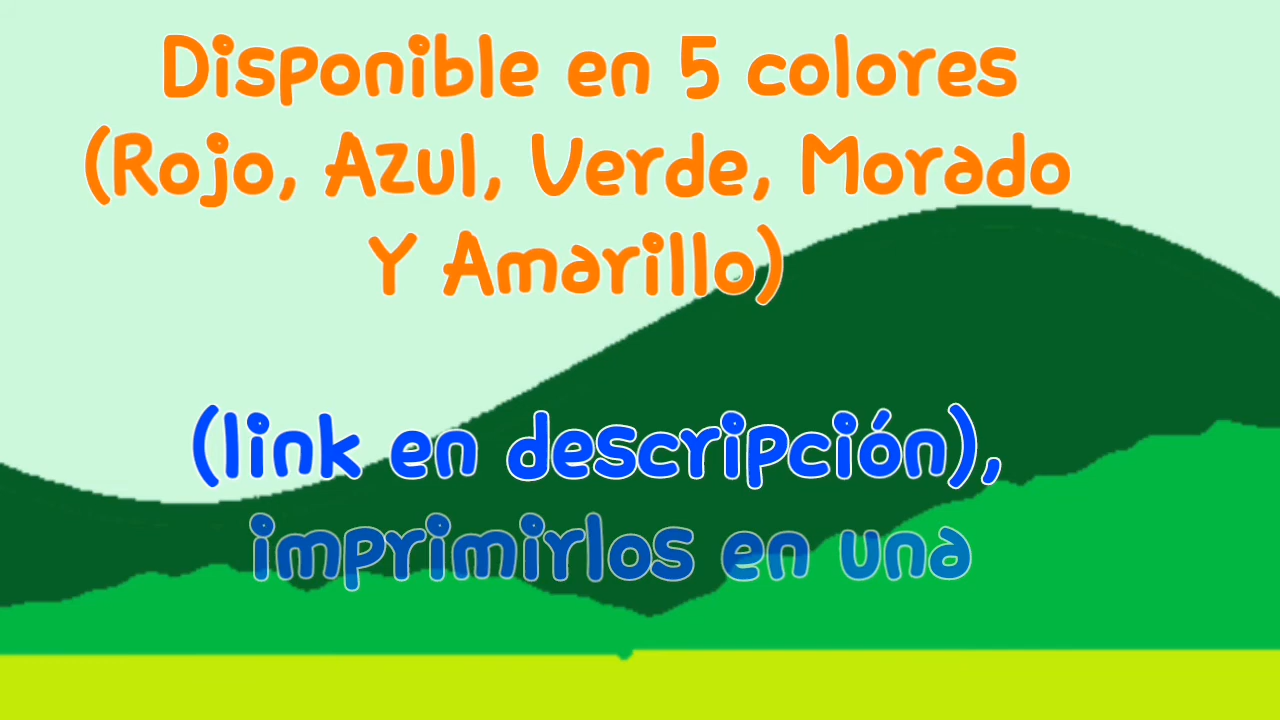 Disponible en 5 colores
(Rojo, Azul, Verde, Morado
Y Amarillo)
(link en descripción),
imprimirlos en una